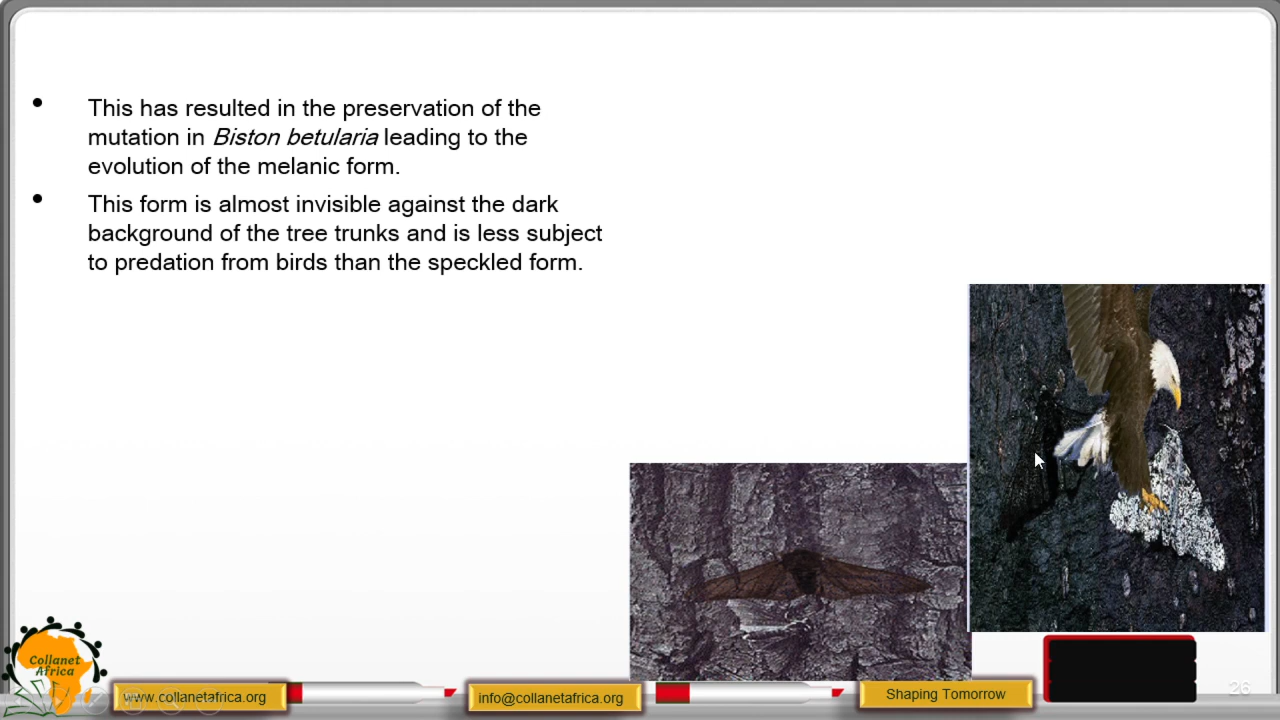 This has resulted in the preservation of the
mutation in Biston betularia leading to the
evolution of the melanic form.
This form is almost invisible against the dark
background of the tree trunks and is less subject
to predation from birds than the speckled form.
Collanet
Africa
www.collanetafrica.org
info@collanetafrica.org
Shaping Tomorrow
26